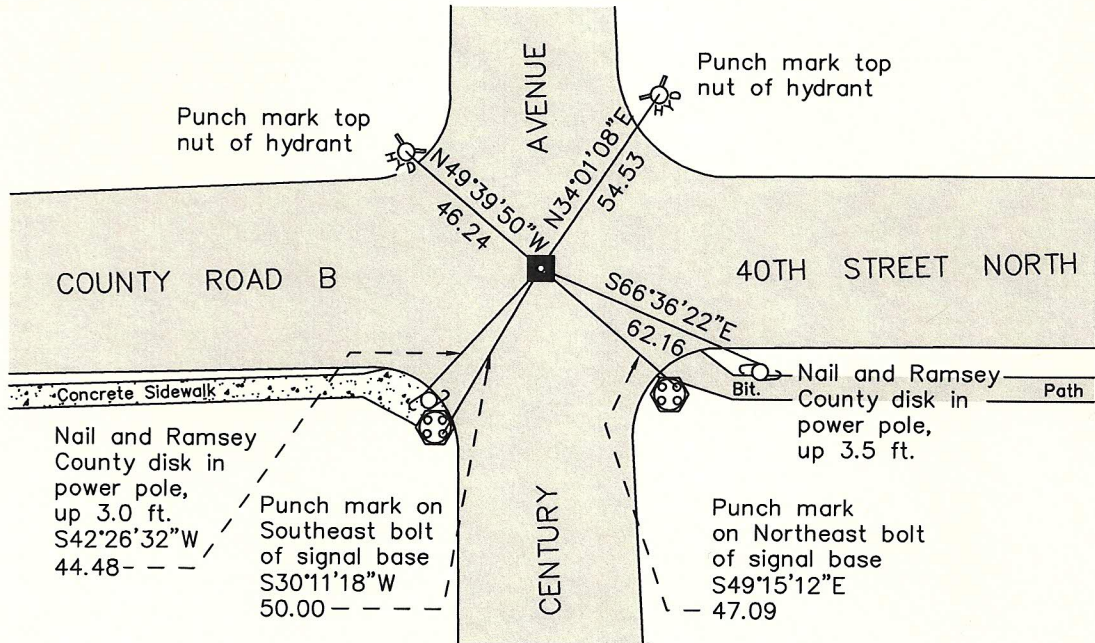 Punch mark top
nut of hydrant
HYD
Punch mark top
nut of hydrant
HYD
AVENUE
N49°39'50"W
46.24
N34°01'08"E
54.53
COUNTY ROAD B
40TH STREET NORTH
S66°36'22"E
62.16
Concrete Sidewalk
Bit.
Path
Nail and Ramsey
County disk in
power pole,
up 3.5 ft.
Nail and Ramsey
County disk in
power pole,
up 3.0 ft.
S42°26'32"W
44.48
Punch mark on
Southeast bolt
of signal base
S30°11'18"W
50.00
CENTURY
Punch mark
on Northeast bolt
of signal base
S49°15'12"E
47.09